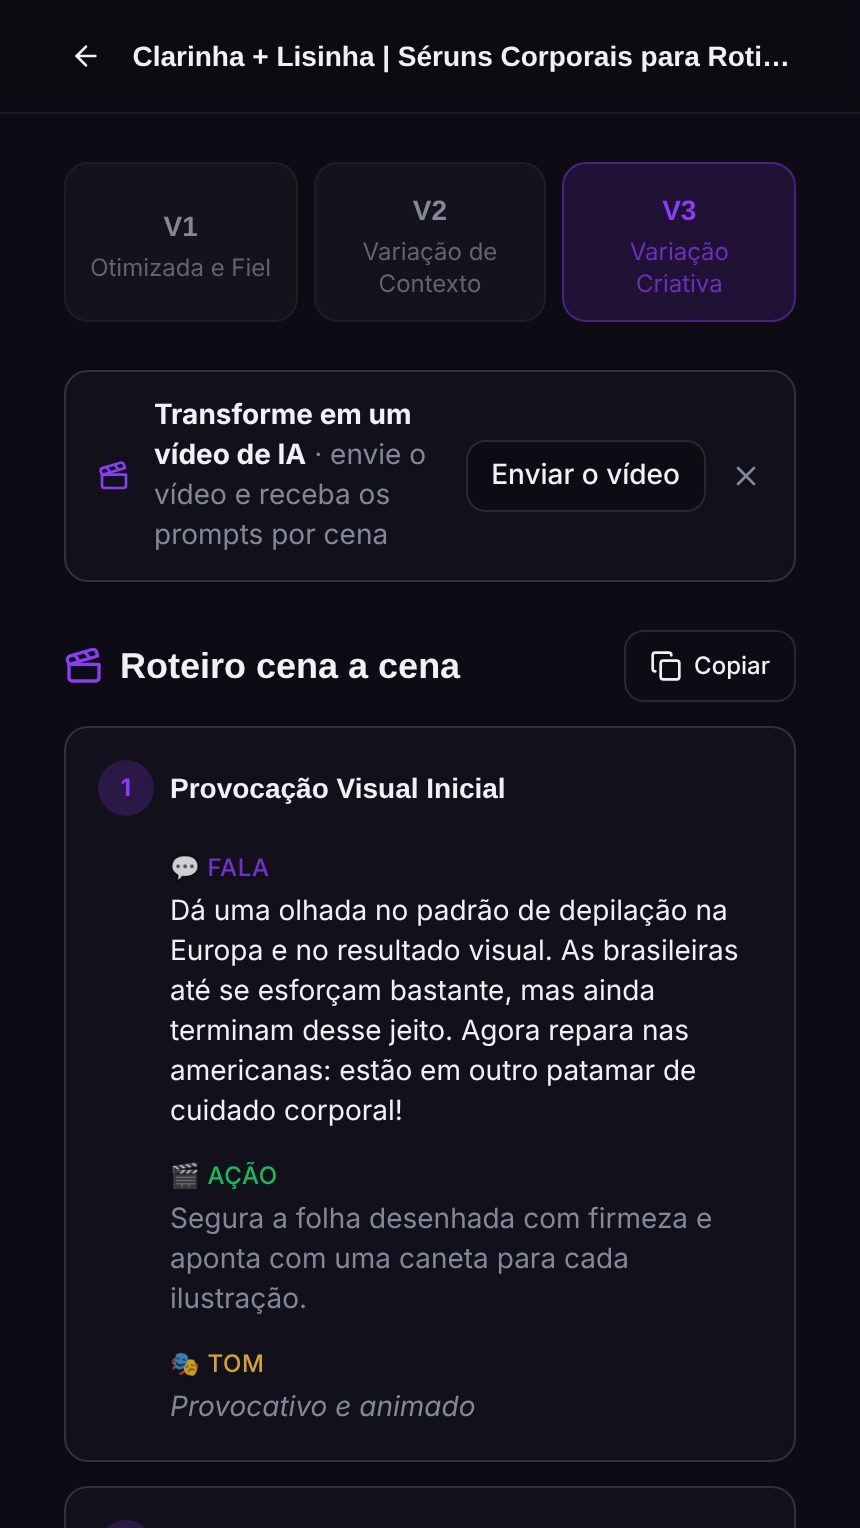 Clarinha + Lisinha | Séruns Corporais para Roti...
V1
Otimizada e Fiel
V2
Variação de
Contexto
V3
Variação
Criativa
Transforme em um
vídeo de IA · envie o
vídeo e receba os
prompts por cena
Enviar o vídeo
Roteiro cena a cena
Copiar
1
Provocação Visual Inicial
💬 FALA
Dá uma olhada no padrão de depilação na
Europa e no resultado visual. As brasileiras
até se esforçam bastante, mas ainda
terminam desse jeito. Agora repara nas
americanas: estão em outro patamar de
cuidado corporal!
🎬 AÇÃO
Segura a folha desenhada com firmeza e
aponta com uma caneta para cada
ilustração.
🎭 TOM
Provocativo e animado